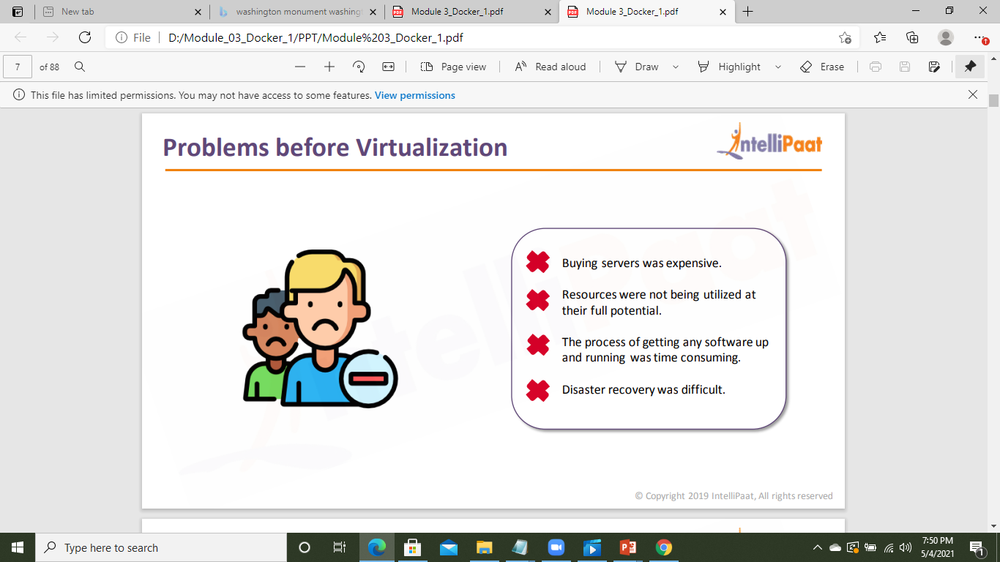 New tab
washington monument washing
Module 3_Docker_1.pdf
Module 3_Docker_1.pdf
File
D:/Module_03_Docker_1/PPT/Module%203_Docker_1.pdf
7
of 88
Page view
Read aloud
Draw
Highlight
Erase
This file has limited permissions. You may not have access to some features. View permissions
Problems before Virtualization
IntelliPaat
Buying servers was expensive.
Resources were not being utilized at
their full potential.
The process of getting any software up
and running was time consuming.
Disaster recovery was difficult.
IntelliPaat
© Copyright 2019 IntelliPaat, All rights reserved
Type here to search
7:50 PM
5/4/2021
1